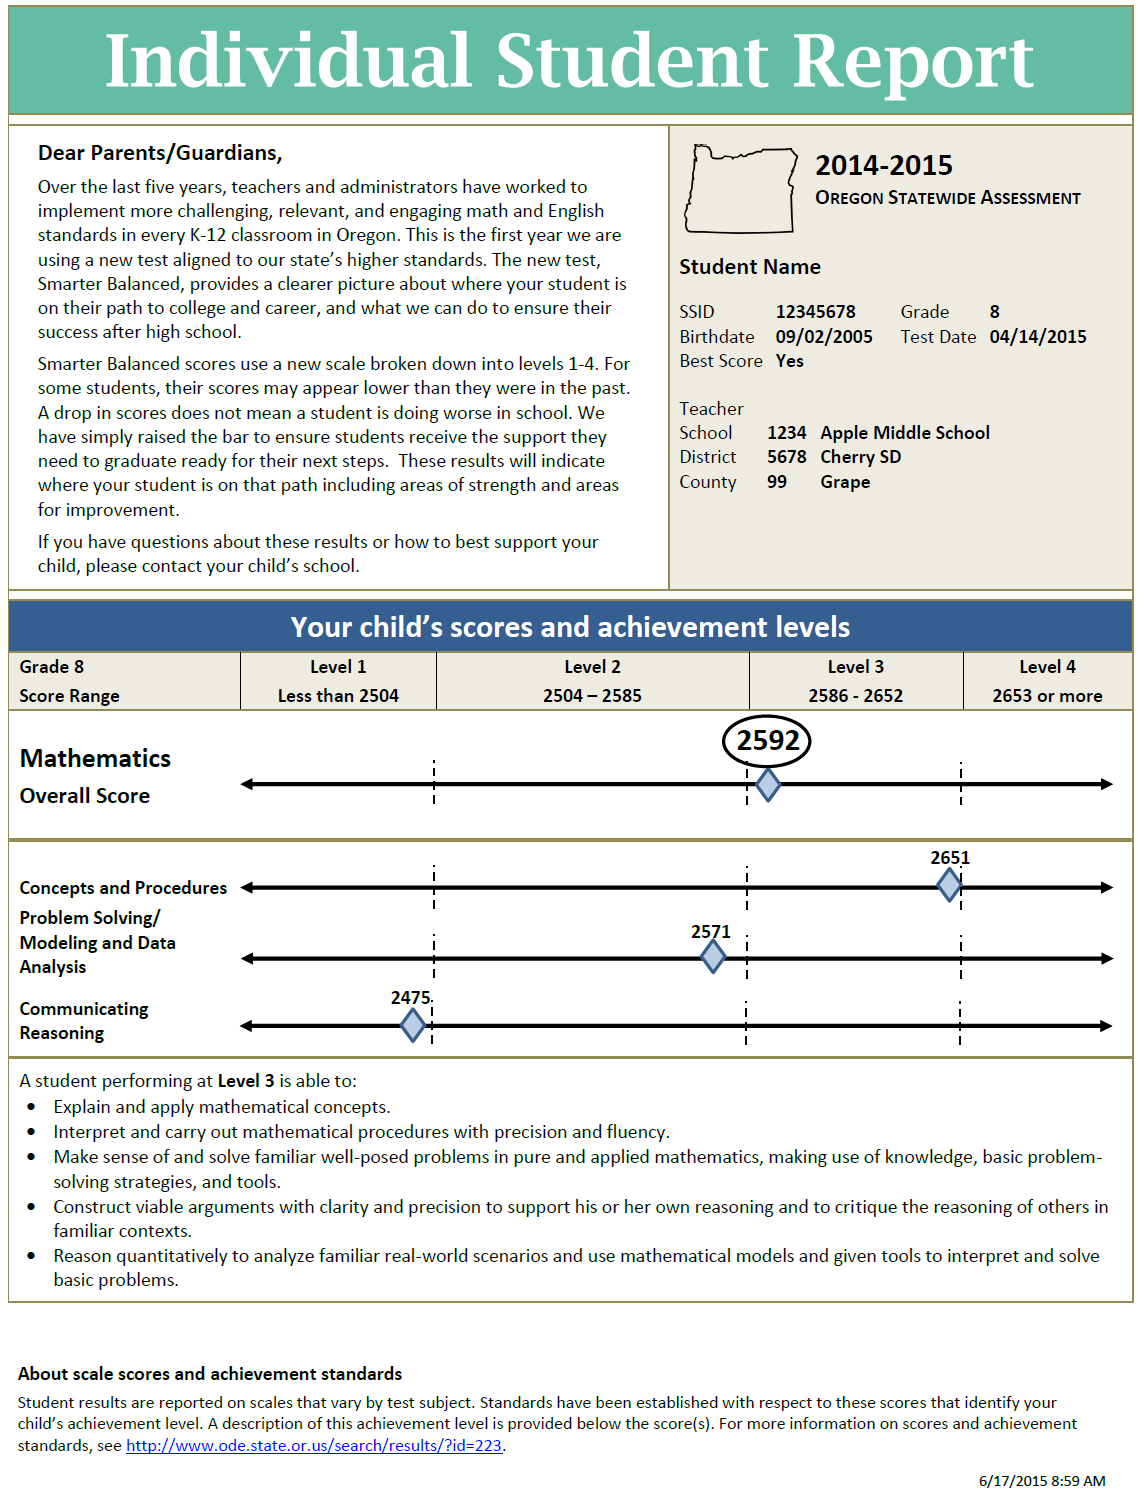 Individual Student Report
Dear Parents/Guardians,
Over the last five years, teachers and administrators have worked to
implement more challenging, relevant, and engaging math and English
standards in every K-12 classroom in Oregon. This is the first year we are
using a new test aligned to our state's higher standards. The new test,
Smarter Balanced, provides a clearer picture about where your student is
on their path to college and career, and what we can do to ensure their
success after high school.
Smarter Balanced scores use a new scale broken down into levels 1-4. For
some students, their scores may appear lower than they were in the past.
A drop in scores does not mean a student is doing worse in school. We
have simply raised the bar to ensure students receive the support they
need to graduate ready for their next steps.  These results will indicate
where your student is on that path including areas of strength and areas
for improvement.
If you have questions about these results or how to best support your
child, please contact your child's school.
2014-2015
OREGON STATEWIDE ASSESSMENT
Student Name
SSID 12345678 Grade 8
Birthdate 09/02/2005 Test Date 04/14/2015
Best Score Yes
Teacher
School 1234 Apple Middle School
District 5678 Cherry SD
County 99 Grape
Your child's scores and achievement levels
Grade 8 Level 1 Level 2 Level 3 Level 4
Score Range Less than 2504 2504 – 2585 2586 - 2652 2653 or more
2592
Mathematics
Overall Score
2651
Concepts and Procedures
Problem Solving/
2571
Modeling and Data
Analysis
2475
Communicating
Reasoning
A student performing at Level 3 is able to:
• Explain and apply mathematical concepts.
• Interpret and carry out mathematical procedures with precision and fluency.
• Make sense of and solve familiar well-posed problems in pure and applied mathematics, making use of knowledge, basic problem-
solving strategies, and tools.
• Construct viable arguments with clarity and precision to support his or her own reasoning and to critique the reasoning of others in
familiar contexts.
• Reason quantitatively to analyze familiar real-world scenarios and use mathematical models and given tools to interpret and solve
basic problems.
About scale scores and achievement standards
Student results are reported on scales that vary by test subject. Standards have been established with respect to these scores that identify your
child's achievement level. A description of this achievement level is provided below the score(s). For more information on scores and achievement
standards, see http://www.ode.state.or.us/search/results/?id=223.
6/17/2015 8:59 AM